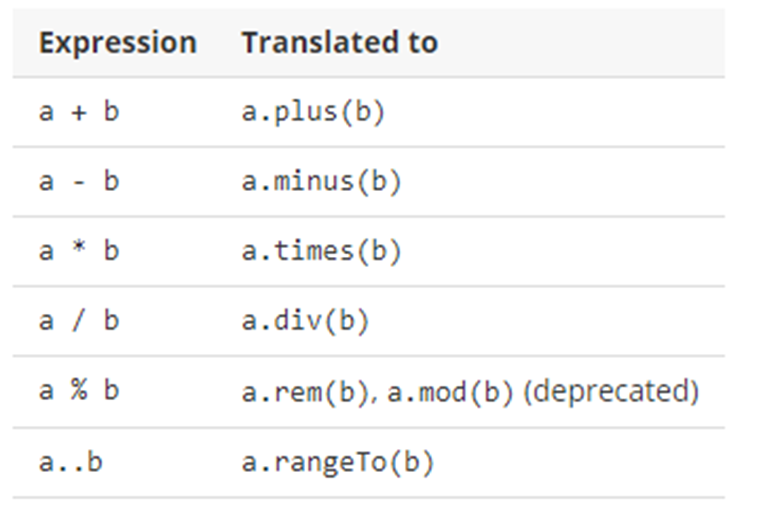 Expression Translated to
a + b a.plus(b)
a - b a.minus(b)
a * b a.times(b)
a / b a.div(b)
a % b a.rem(b), a.mod(b) (deprecated)
a..b a.rangeTo(b)